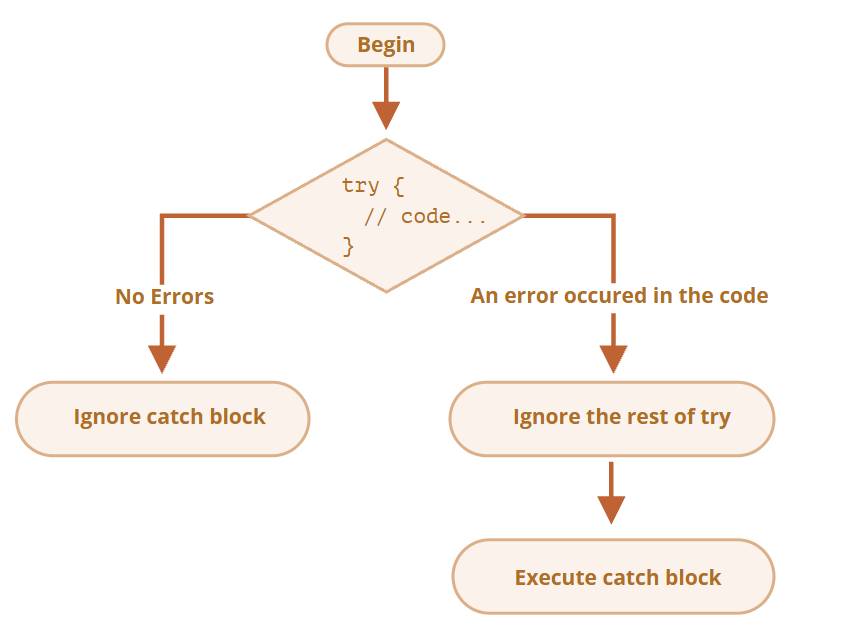 Begin
try {
// code...
}
No Errors
An error occured in the code
Ignore catch block
Ignore the rest of try
Execute catch block